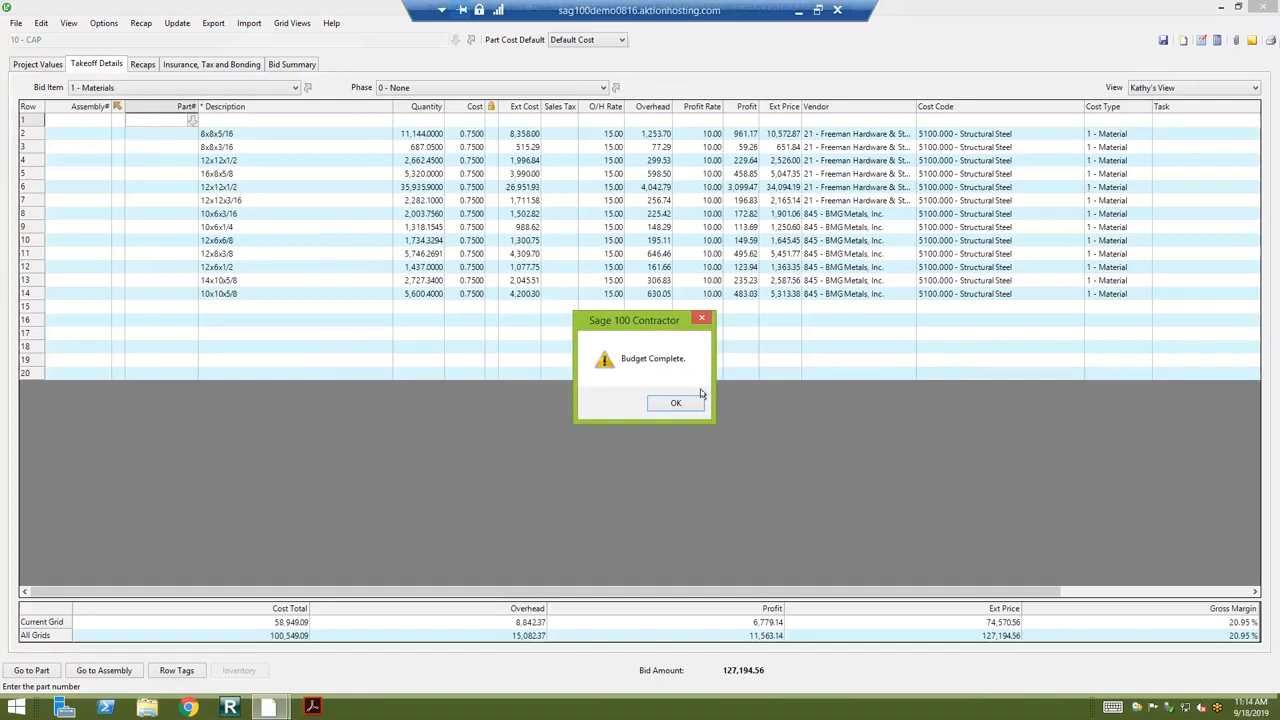 sag100demo0816.aktionhosting.com
File Edit View Options Recap Update Export Import Grid Views Help
10 - CAP Part Cost Default Default Cost
Project Values Takeoff Details Recaps Insurance, Tax and Bonding Bid Summary
Bid Item 1 - Materials Phase 0 - None View Kathy's View
Row Assembly# Part# * Description Quantity Cost Ext Cost Sales Tax O/H Rate Overhead Profit Rate Profit Ext Price Vendor Cost Code Cost Type Task
1
2 8x8x5/16 11,144.0000 0.7500 8,358.00 15.00 1,253.70 10.00 961.17 10,572.87 21 - Freeman Hardware & St... 5100.000 - Structural Steel 1 - Material
3 8x8x3/16 687.0500 0.7500 515.29 15.00 77.29 10.00 59.26 651.84 21 - Freeman Hardware & St... 5100.000 - Structural Steel 1 - Material
4 12x12x1/2 2,662.4500 0.7500 1,996.84 15.00 299.53 10.00 229.64 2,526.00 21 - Freeman Hardware & St... 5100.000 - Structural Steel 1 - Material
5 16x8x5/8 5,320.0000 0.7500 3,990.00 15.00 598.50 10.00 458.85 5,047.35 21 - Freeman Hardware & St... 5100.000 - Structural Steel 1 - Material
6 12x12x1/2 35,935.9000 0.7500 26,951.93 15.00 4,042.79 10.00 3,099.47 34,094.19 21 - Freeman Hardware & St... 5100.000 - Structural Steel 1 - Material
7 12x12x3/16 2,282.1000 0.7500 1,711.58 15.00 256.74 10.00 196.83 2,165.14 21 - Freeman Hardware & St... 5100.000 - Structural Steel 1 - Material
8 10x6x3/16 2,003.7560 0.7500 1,502.82 15.00 225.42 10.00 172.82 1,901.06 845 - BMG Metals, Inc. 5100.000 - Structural Steel 1 - Material
9 10x6x1/4 1,318.1545 0.7500 988.62 15.00 148.29 10.00 113.69 1,250.60 845 - BMG Metals, Inc. 5100.000 - Structural Steel 1 - Material
10 12x6x6/8 1,734.3294 0.7500 1,300.75 15.00 195.11 10.00 149.59 1,645.45 845 - BMG Metals, Inc. 5100.000 - Structural Steel 1 - Material
11 12x8x3/8 5,746.2691 0.7500 4,309.70 15.00 646.46 10.00 495.62 5,451.77 845 - BMG Metals, Inc. 5100.000 - Structural Steel 1 - Material
12 12x6x1/2 1,437.0000 0.7500 1,077.75 15.00 161.66 10.00 123.94 1,363.35 845 - BMG Metals, Inc. 5100.000 - Structural Steel 1 - Material
13 14x10x5/8 2,727.3400 0.7500 2,045.51 15.00 306.83 10.00 235.23 2,587.56 845 - BMG Metals, Inc. 5100.000 - Structural Steel 1 - Material
14 10x10x5/8 5,600.4000 0.7500 4,200.30 15.00 630.05 10.00 483.03 5,313.38 845 - BMG Metals, Inc. 5100.000 - Structural Steel 1 - Material
15
16
17
18
19
20
Sage 100 Contractor
Budget Complete.
OK
Cost Total Overhead Profit Ext Price Gross Margin
Current Grid 58,949.09 8,842.37 6,779.14 74,570.56 20.95 %
All Grids 100,549.09 15,082.37 11,563.14 127,194.56 20.95 %
Go to Part Go to Assembly Row Tags Inventory Bid Amount: 127,194.56
Enter the part number
11:14 AM
9/18/2019